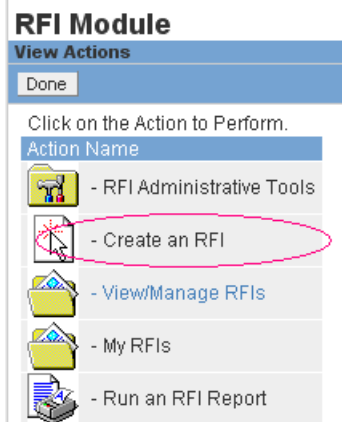 RFI Module
View Actions
Done
Click on the Action to Perform.
Action Name
- RFI Administrative Tools
- Create an RFI
- View/Manage RFIs
- My RFIs
- Run an RFI Report